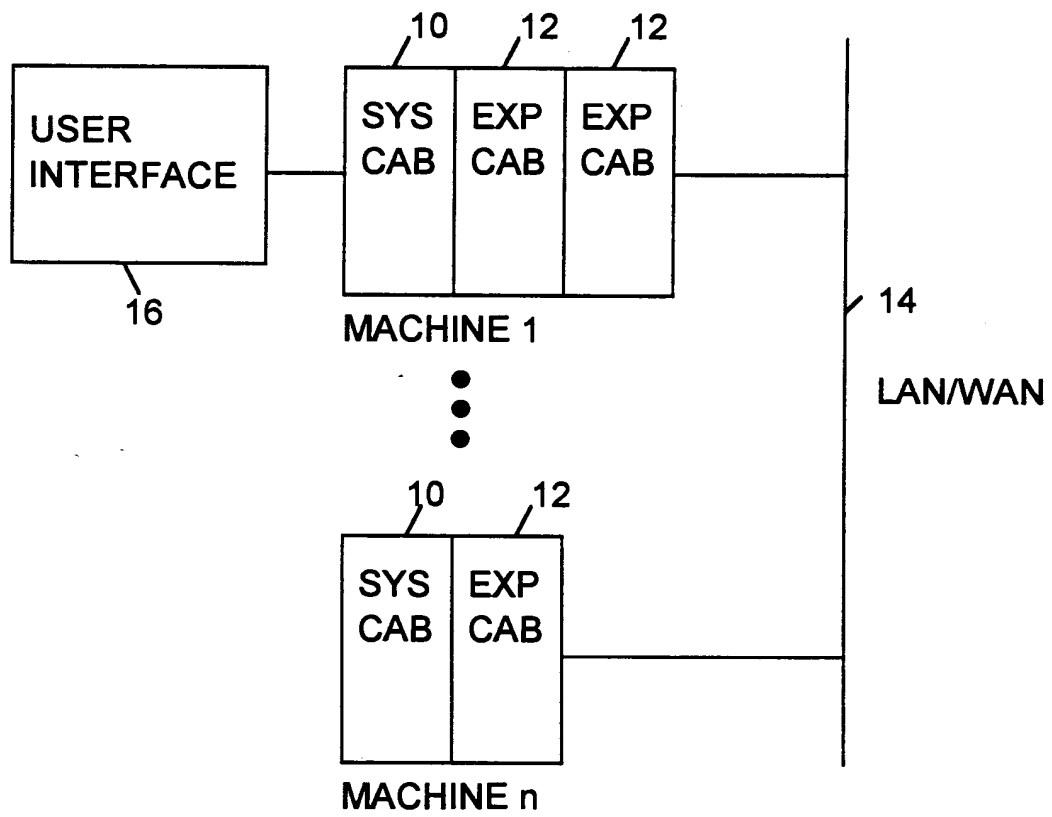 10 12 12
USER
INTERFACE
SYS
CAB
EXP
CAB
EXP
CAB
16
MACHINE 1
14
LAN/WAN
10 12
SYS
CAB
EXP
CAB
MACHINE n